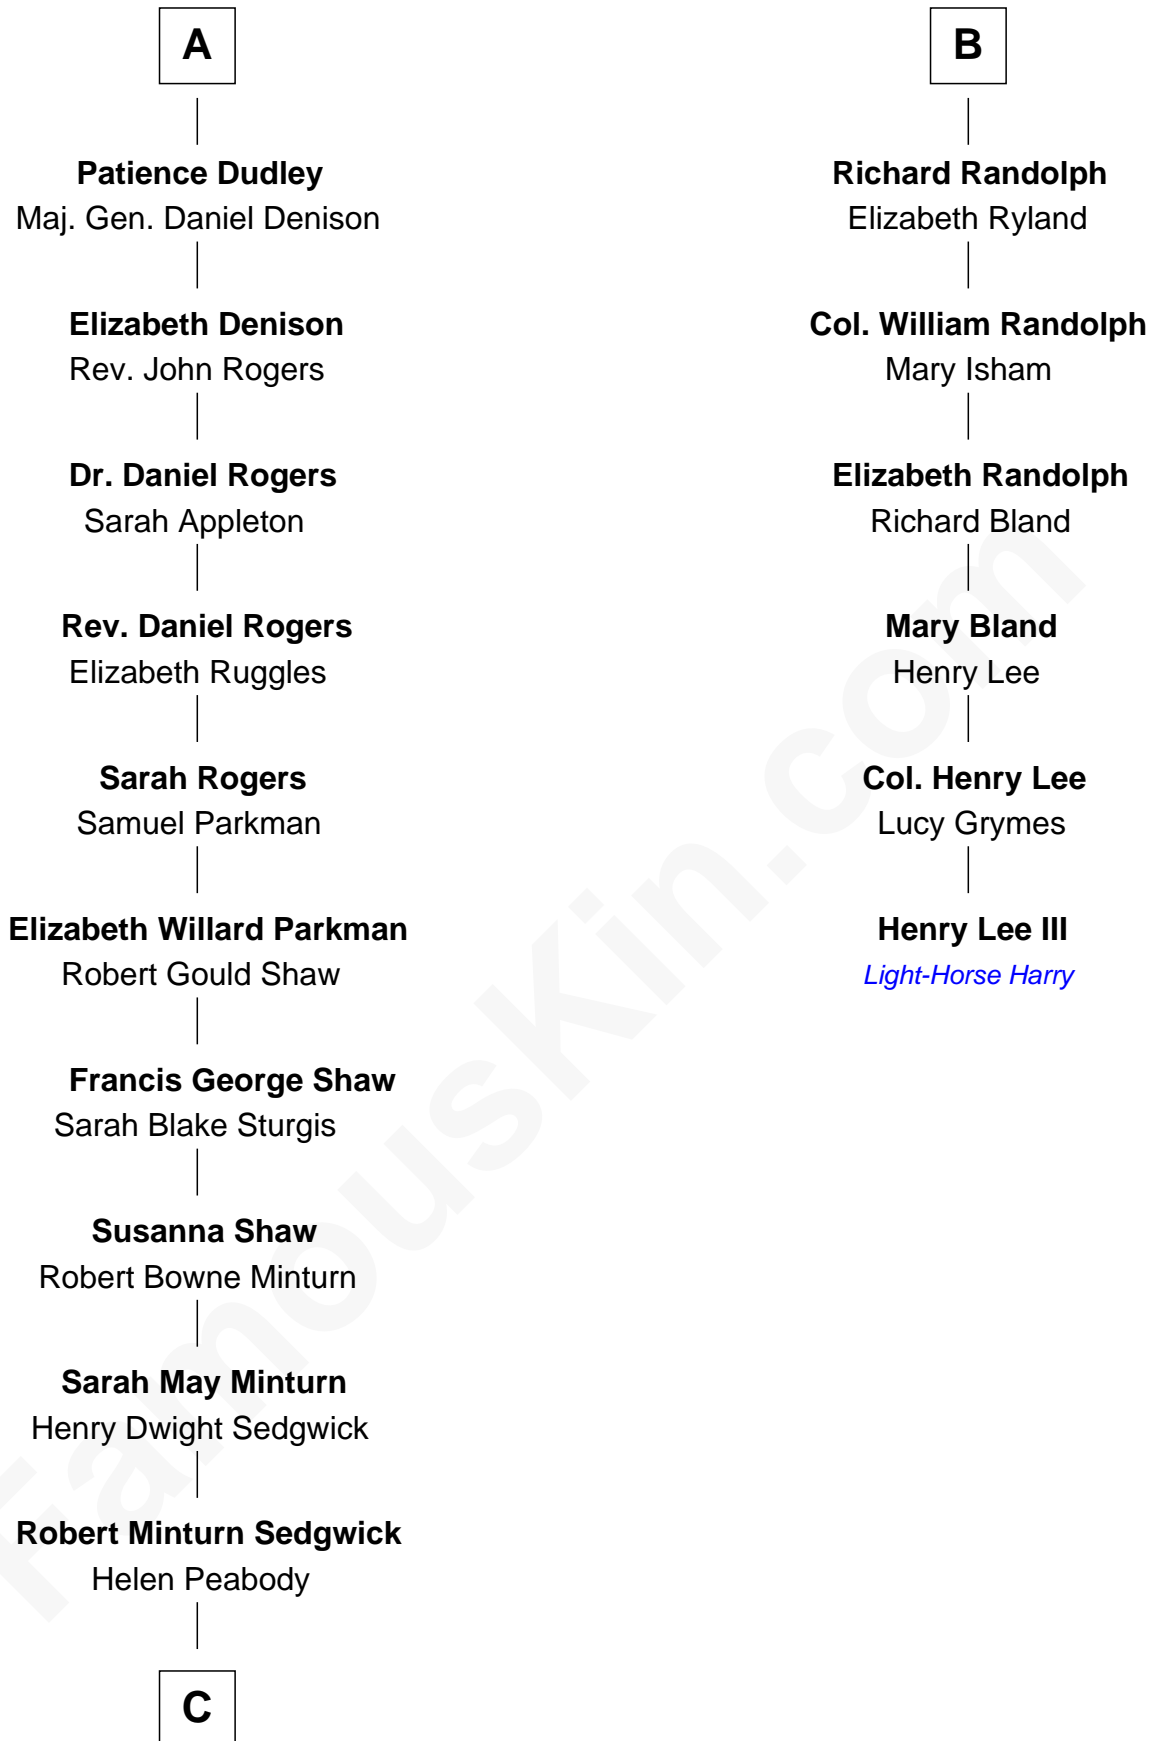 A
Patience Dudley
Maj. Gen. Daniel Denison
Elizabeth Denison
Rev. John Rogers
Dr. Daniel Rogers
Sarah Appleton
Rev. Daniel Rogers
Elizabeth Ruggles
Sarah Rogers
Samuel Parkman
Elizabeth Willard Parkman
Robert Gould Shaw
Francis George Shaw
Sarah Blake Sturgis
Susanna Shaw
Robert Bowne Minturn
Sarah May Minturn
Henry Dwight Sedgwick
Robert Minturn Sedgwick
Helen Peabody
C
B
Richard Randolph
Elizabeth Ryland
Col. William Randolph
Mary Isham
Elizabeth Randolph
Richard Bland
Mary Bland
Henry Lee
Col. Henry Lee
Lucy Grymes
Henry Lee III
Light-Horse Harry
FamousKin.com